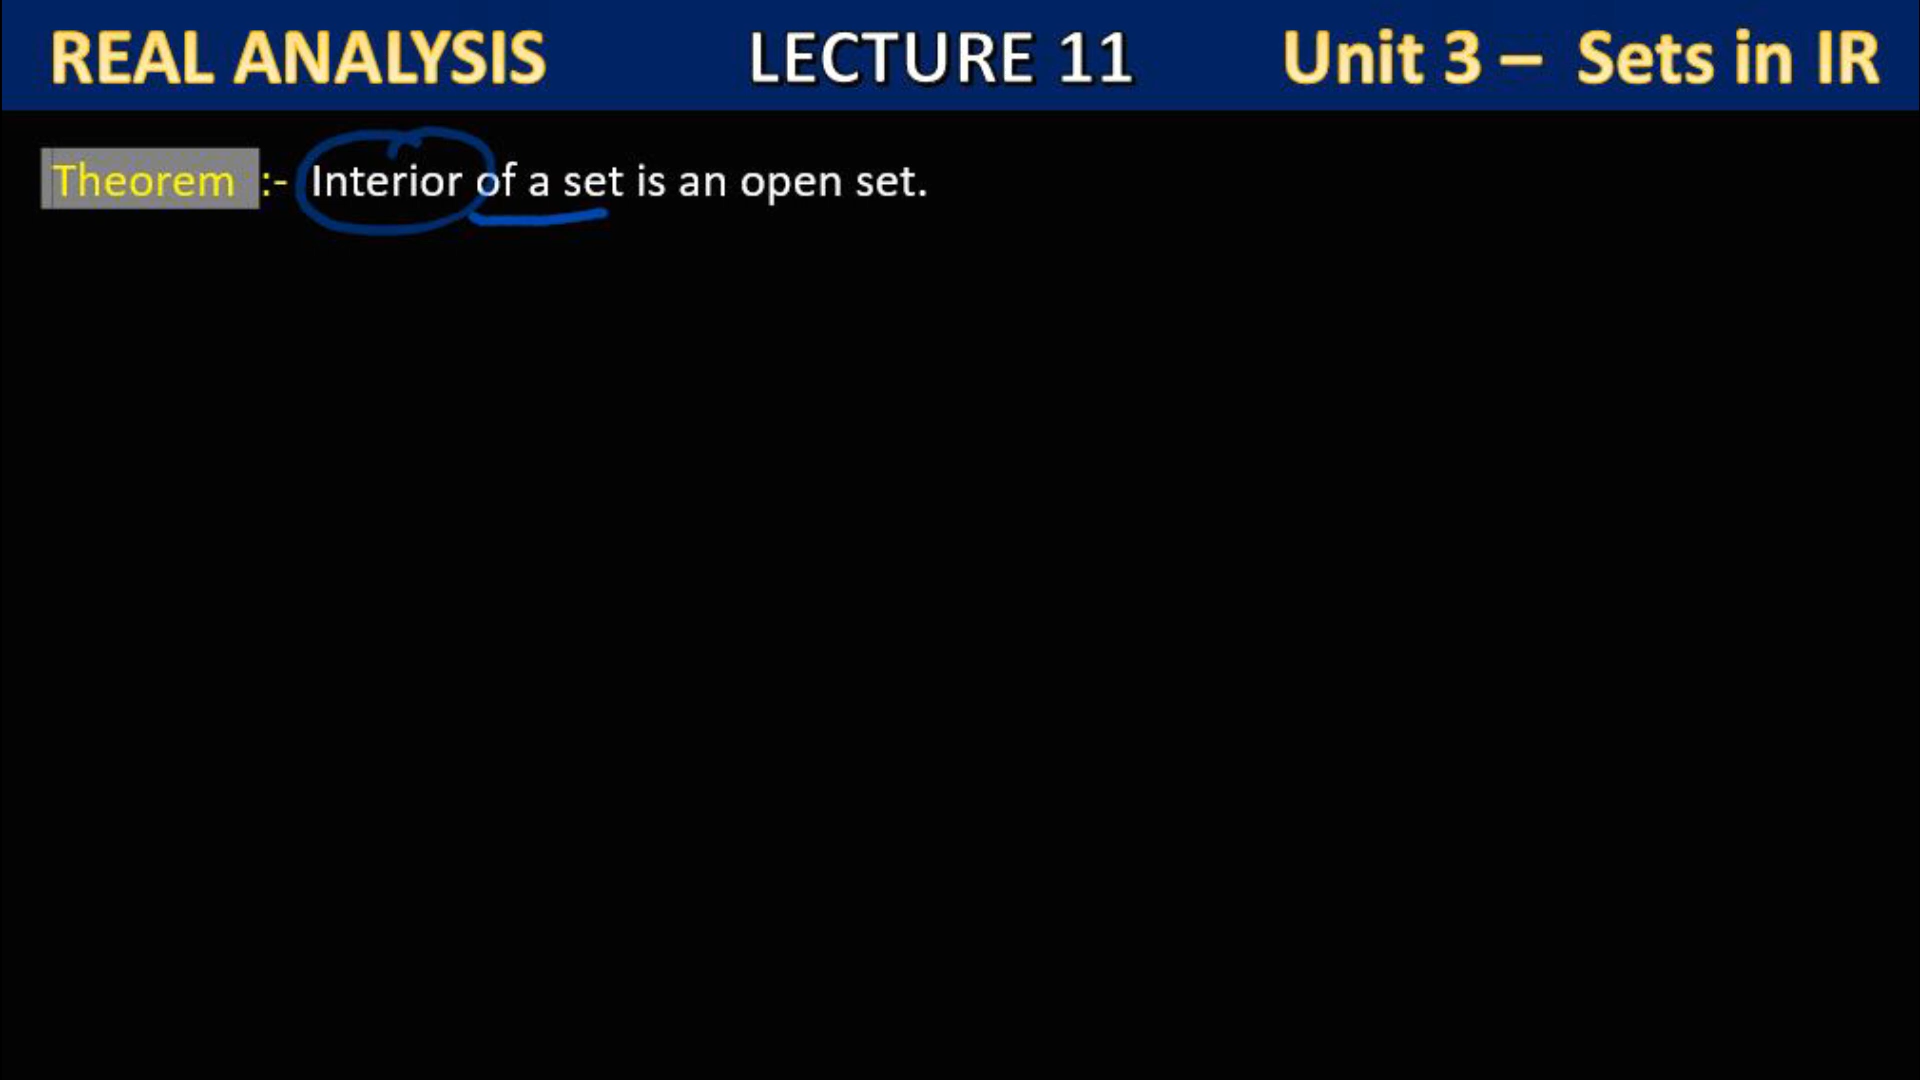 REAL ANALYSIS LECTURE 11 Unit 3 – Sets in IR
Theorem :- Interior of a set is an open set.